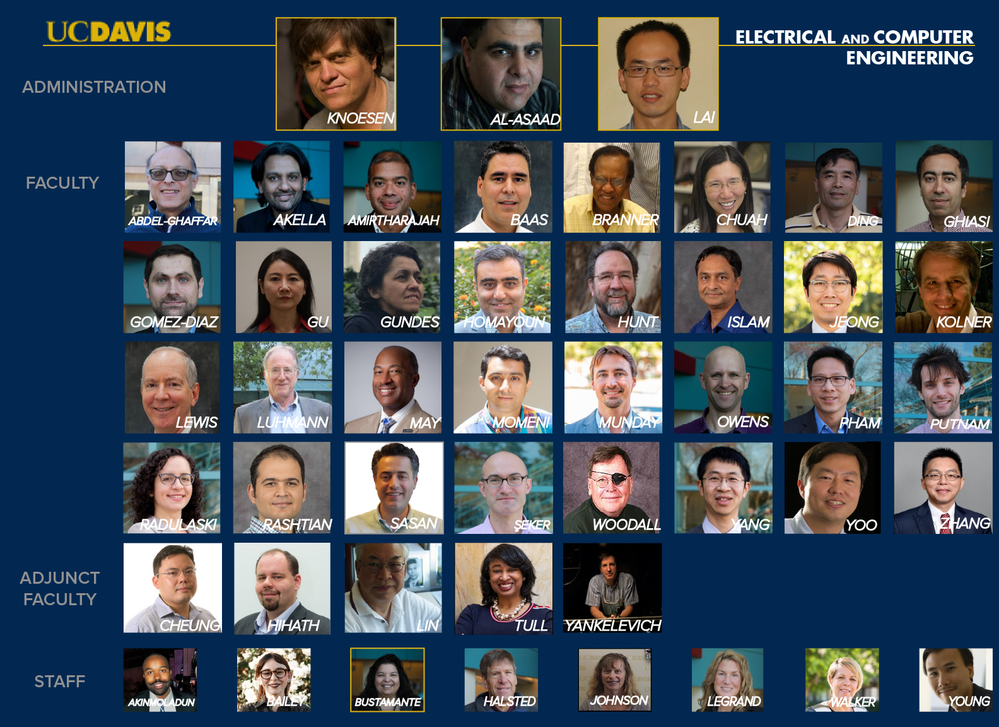 UCDAVIS
ELECTRICAL AND COMPUTER
ENGINEERING
ADMINISTRATION
KNOESEN
AL-ASAAD
LAI
FACULTY
ABDEL-GHAFFAR
AKELLA
AMIRTHARAJAH
BAAS
BRANNER
CHUAH
DING
GHIASI
GOMEZ-DIAZ
GU
GUNDES
HOMAYOUN
HUNT
ISLAM
JEONG
KOLNER
LEWIS
LUHMANN
MAY
MOMENI
MUNDAY
OWENS
PHAM
PUTNAM
RADULASKI
RASHTIAN
SASAN
ŞEKER
WOODALL
YANG
YOO
ZHANG
ADJUNCT
FACULTY
CHEUNG
HIHATH
LIN
TULL
YANKELEVICH
STAFF
AKINMOLADUN
BAILEY
BUSTAMANTE
HALSTED
JOHNSON
LEGRAND
WALKER
YOUNG